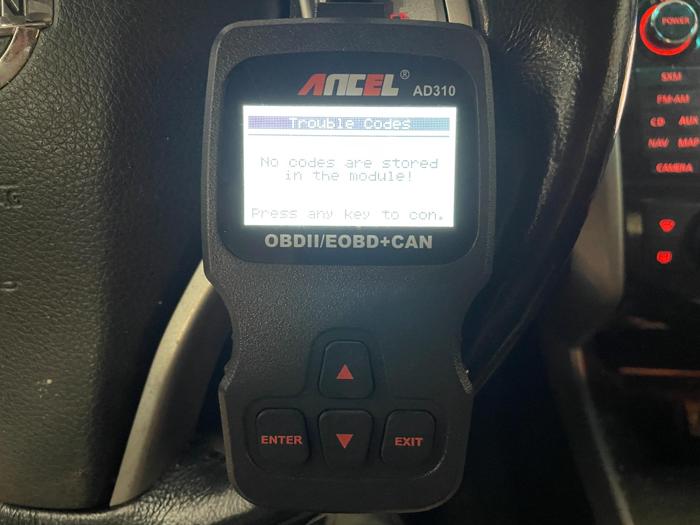 ANCEL®
AD310
Trouble Codes
No codes are stored
in the module!
Press any key to con.
OBDII/EOBD+CAN
ENTER
EXIT
POWER
SXM
FM-AM
CD AUX
NAV MAP
CAMERA